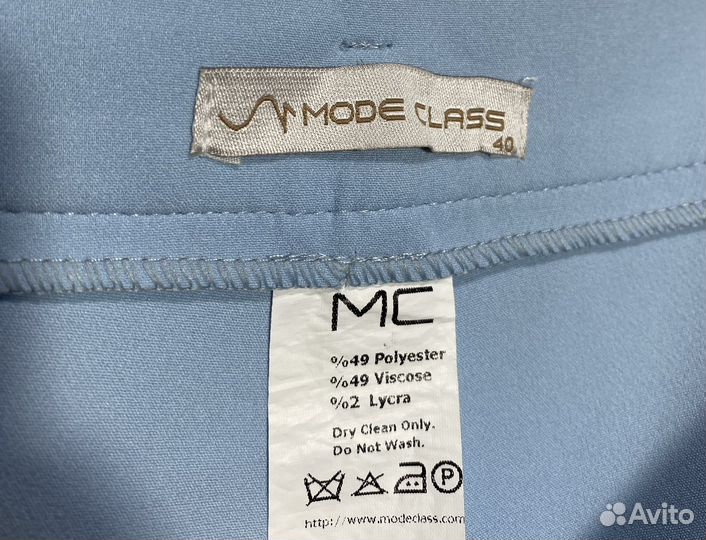 MODE CLASS
40
MC
%49 Polyester
%49 Viscose
%2 Lycra
Dry Clean Only.
Do Not Wash.
P
http://www.modeclass.com
Avito